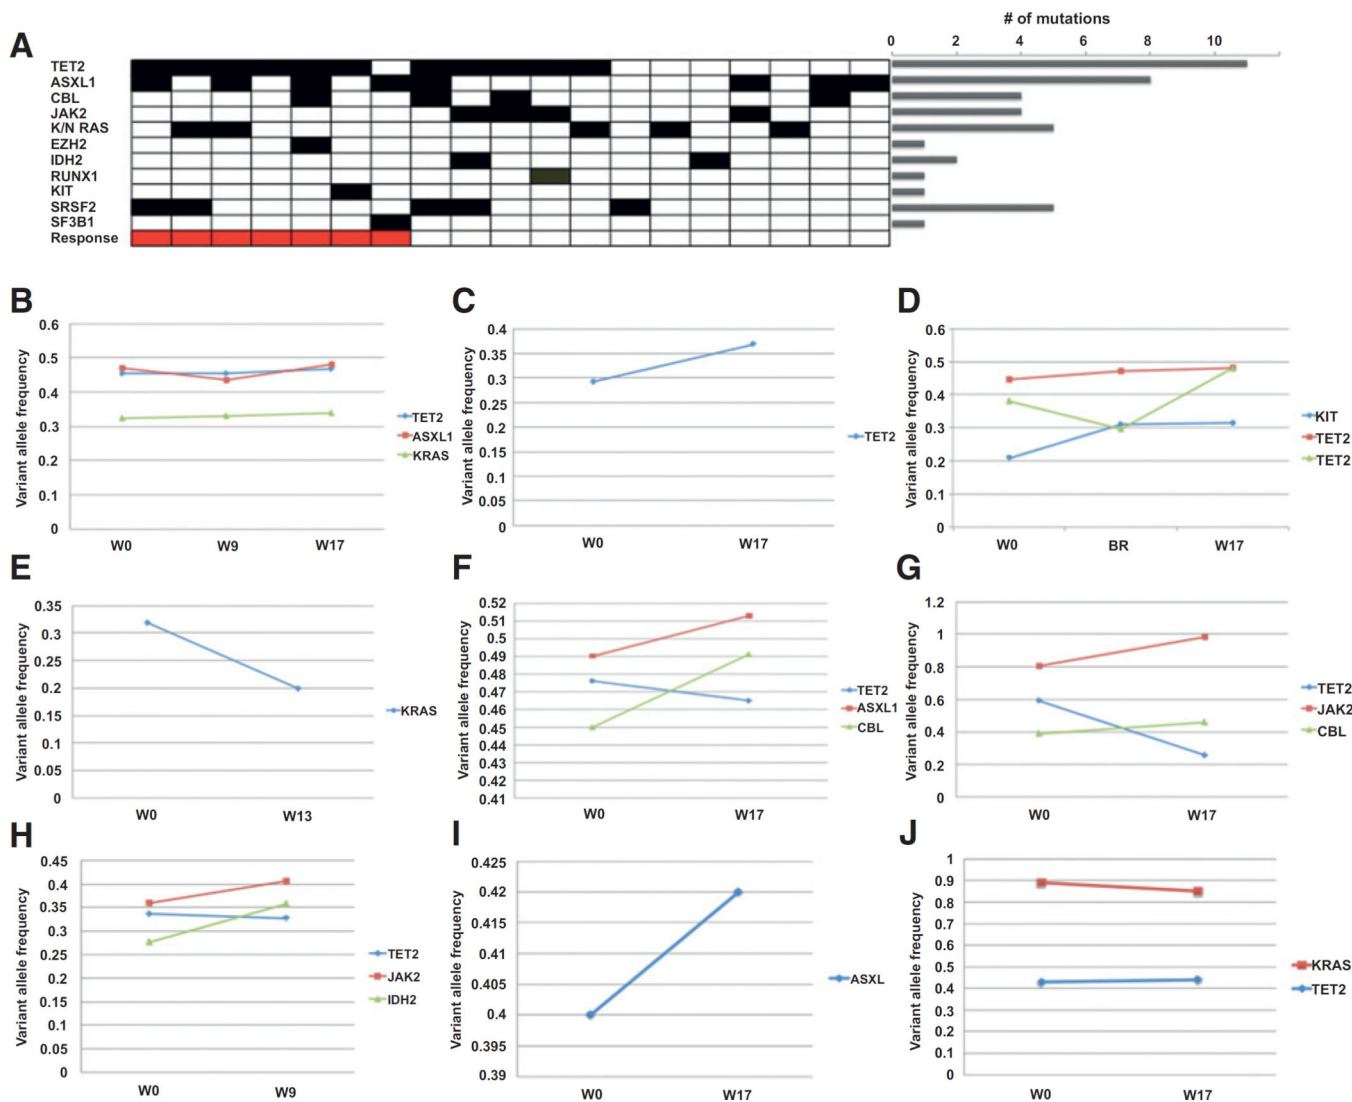 A
# of mutations
0 2 4 6 8 10
TET2
ASXL1
CBL
JAK2
K/N RAS
EZH2
IDH2
RUNX1
KIT
SRSF2
SF3B1
Response
B
Variant allele frequency
0.6
0.5
0.4
0.3
0.2
0.1
0
W0 W9 W17
TET2
ASXL1
KRAS
C
Variant allele frequency
0.4
0.35
0.3
0.25
0.2
0.15
0.1
0.05
0
W0 W17
TET2
D
Variant allele frequency
0.6
0.5
0.4
0.3
0.2
0.1
0
W0 BR W17
KIT
TET2
TET2
E
Variant allele frequency
0.35
0.3
0.25
0.2
0.15
0.1
0.05
0
W0 W13
KRAS
F
Variant allele frequency
0.52
0.51
0.5
0.49
0.48
0.47
0.46
0.45
0.44
0.43
0.42
0.41
W0 W17
TET2
ASXL1
CBL
G
Variant allele frequency
1.2
1
0.8
0.6
0.4
0.2
0
W0 W17
TET2
JAK2
CBL
H
Variant allele frequency
0.45
0.4
0.35
0.3
0.25
0.2
0.15
0.1
0.05
0
W0 W9
TET2
JAK2
IDH2
I
Variant allele frequency
0.425
0.42
0.415
0.41
0.405
0.4
0.395
0.39
W0 W17
ASXL
J
Variant allele frequency
1
0.9
0.8
0.7
0.6
0.5
0.4
0.3
0.2
0.1
0
W0 W17
KRAS
TET2